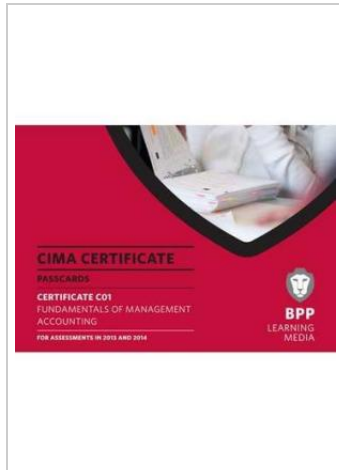 CIMA CERTIFICATE
PASSCARDS
CERTIFICATE C01
FUNDAMENTALS OF MANAGEMENT
ACCOUNTING
FOR ASSESSMENTS IN 2013 AND 2014
BPP
LEARNING
MEDIA